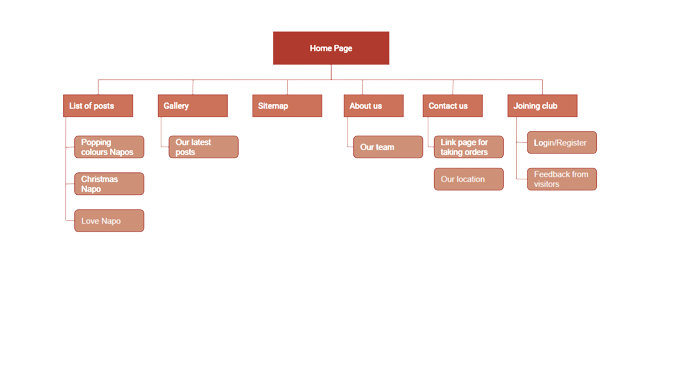 Home Page
List of posts
Gallery
Sitemap
About us
Contact us
Joining club
Popping
colours Napos
Christmas
Napo
Love Napo
Our latest
posts
Our team
Link page for
taking orders
Our location
Login/Register
Feedback from
visitors